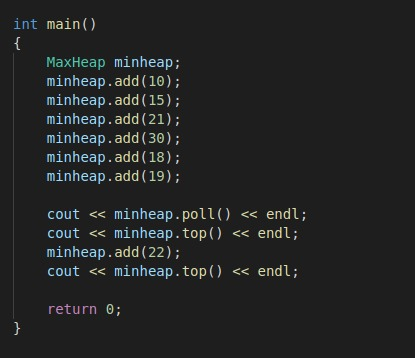 int main()
{
    MaxHeap minheap;
    minheap.add(10);
    minheap.add(15);
    minheap.add(21);
    minheap.add(30);
    minheap.add(18);
    minheap.add(19);

    cout << minheap.poll() << endl;
    cout << minheap.top() << endl;
    minheap.add(22);
    cout << minheap.top() << endl;

    return 0;
}